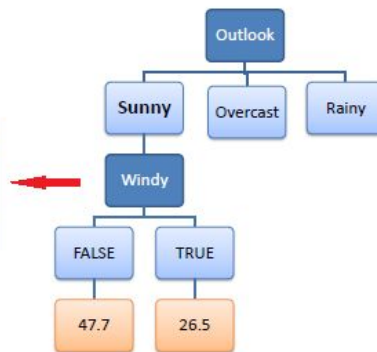 Outlook
Sunny Overcast Rainy
Windy
FALSE TRUE
47.7 26.5